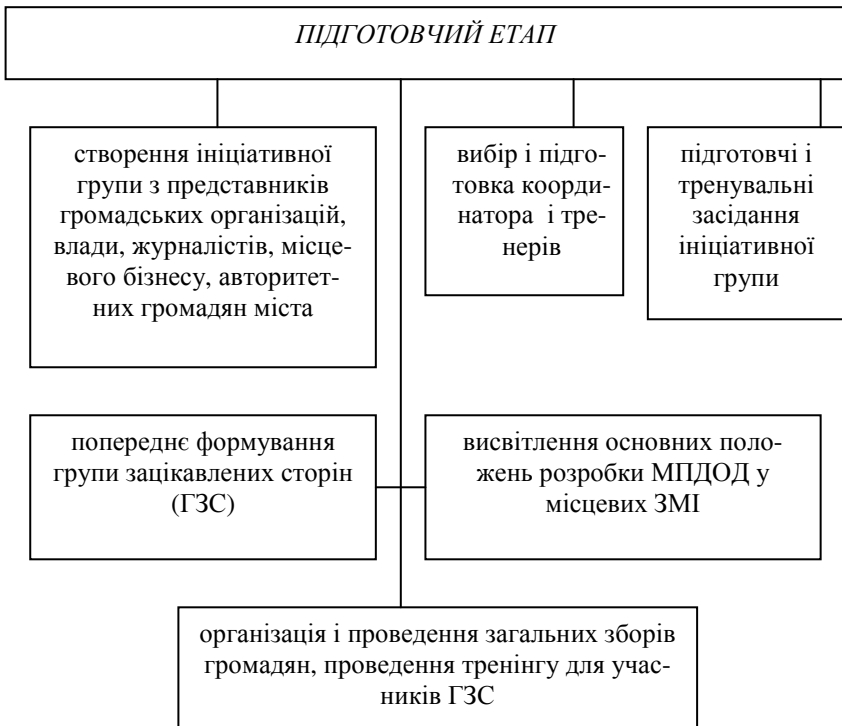 ПІДГОТОВЧИЙ ЕТАП
створення ініціативної
групи з представників
громадських організацій,
влади, журналістів, місце-
вого бізнесу, авторитет-
них громадян міста
вибір і підго-
товка коорди-
натора і тре-
нерів
підготовчі і
тренувальні
засідання
ініціативної
групи
попереднє формування
групи зацікавлених сторін
(ГЗС)
висвітлення основних поло-
жень розробки МПДОД у
місцевих ЗМІ
організація і проведення загальних зборів
громадян, проведення тренінгу для учас-
ників ГЗС